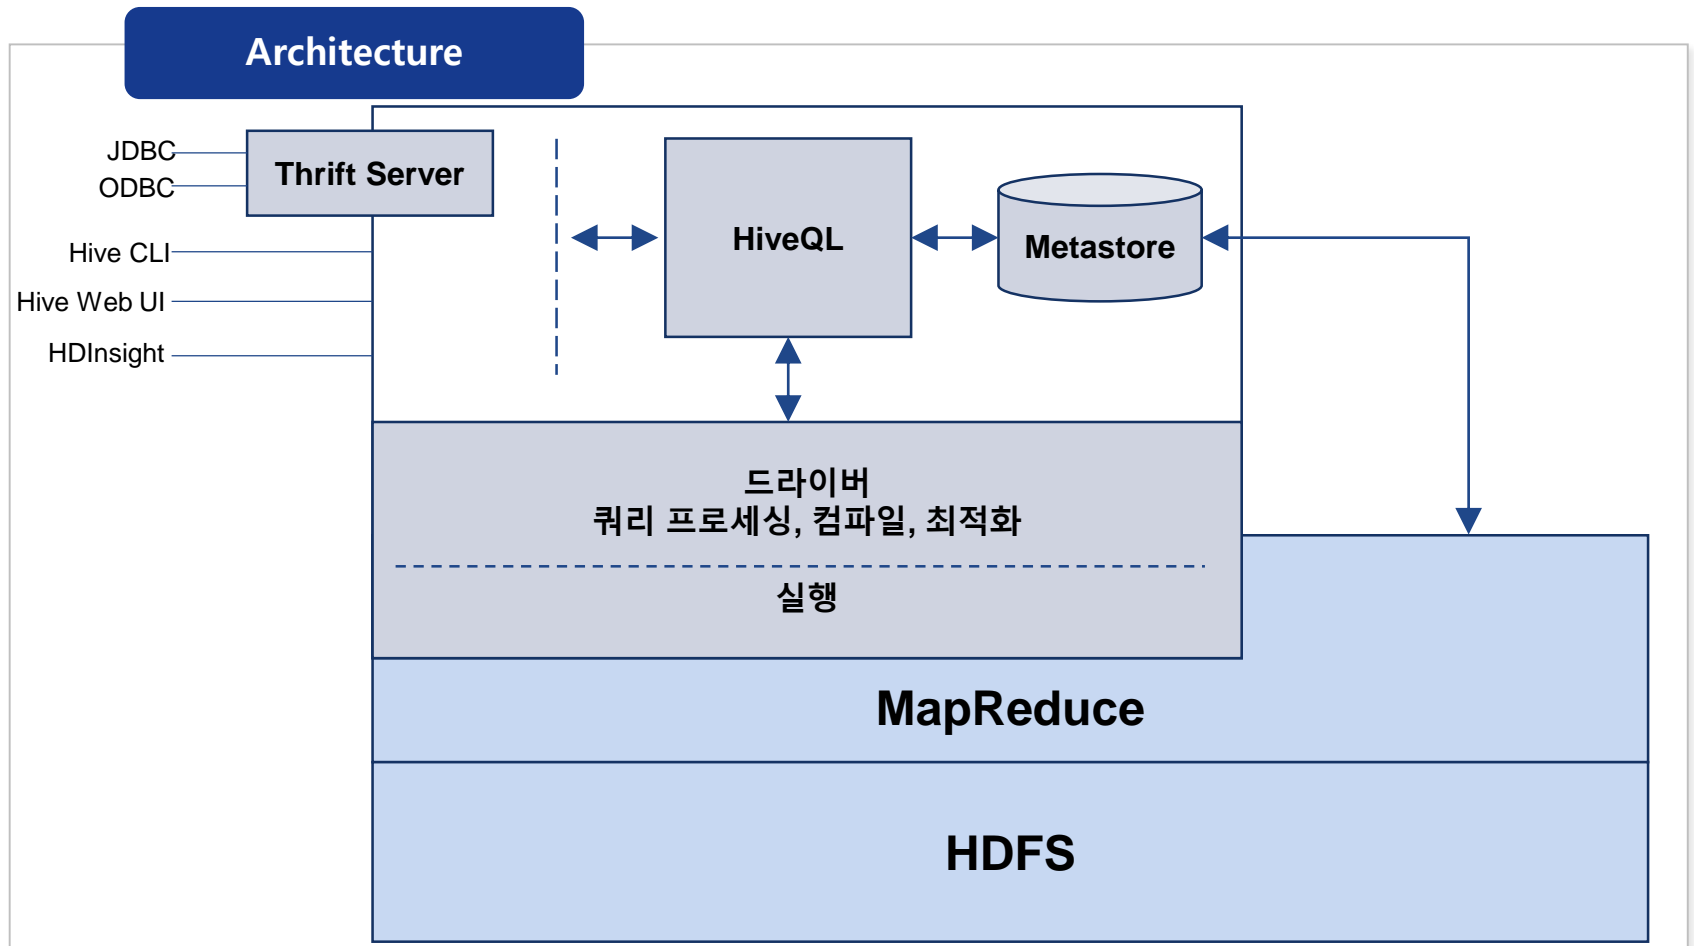 Architecture
JDBC
ODBC
Thrift Server
Hive CLI
Hive Web UI
HDInsight
HiveQL
Metastore
드라이버
쿼리 프로세싱, 컴파일, 최적화
실행
MapReduce
HDFS